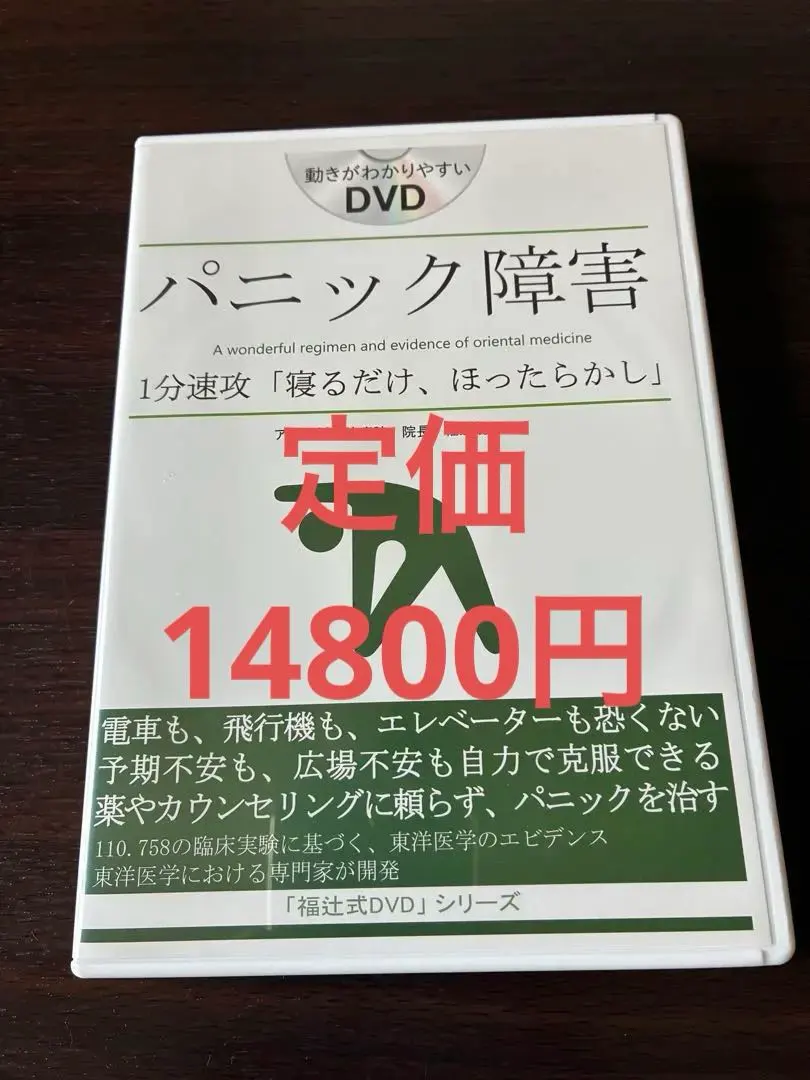 動きがわかりやすい
DVD
パニック障害
A wonderful regimen and evidence of oriental medicine
1分速攻「寝るだけ、ほったらかし」
ア
院長
定価
14800円
電車も、飛行機も、エレベーターも恐くない
予期不安も、広場不安も自力で克服できる
薬やカウンセリングに頼らず、パニックを治す
110.758の臨床実験に基づく、東洋医学のエビデンス
東洋医学における専門家が開発
「福辻式DVD」シリーズ